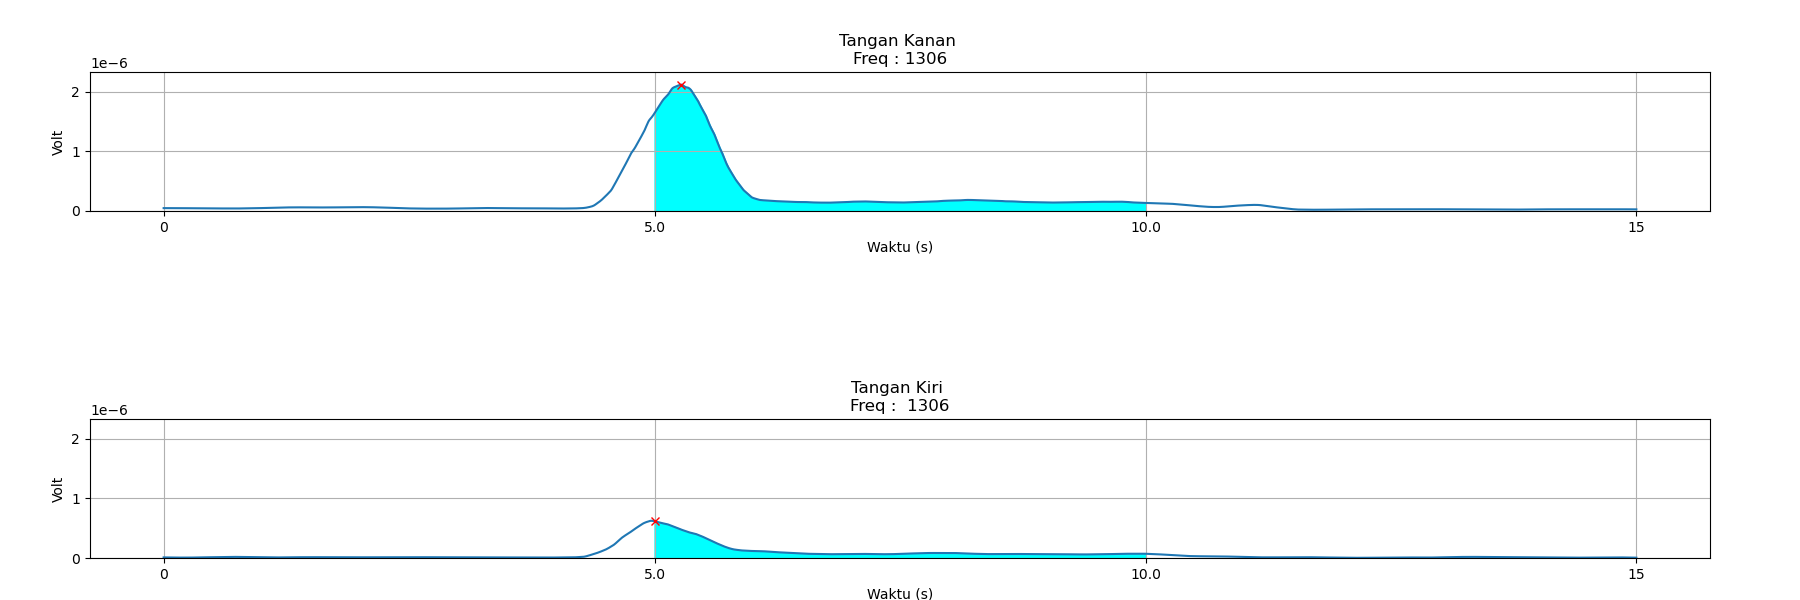 Tangan Kanan
Freq : 1306
1e−6
2
1
0
Volt
0 5.0 10.0 15
Waktu (s)
Tangan Kiri
Freq :  1306
1e−6
2
1
0
Volt
0 5.0 10.0 15
Waktu (s)